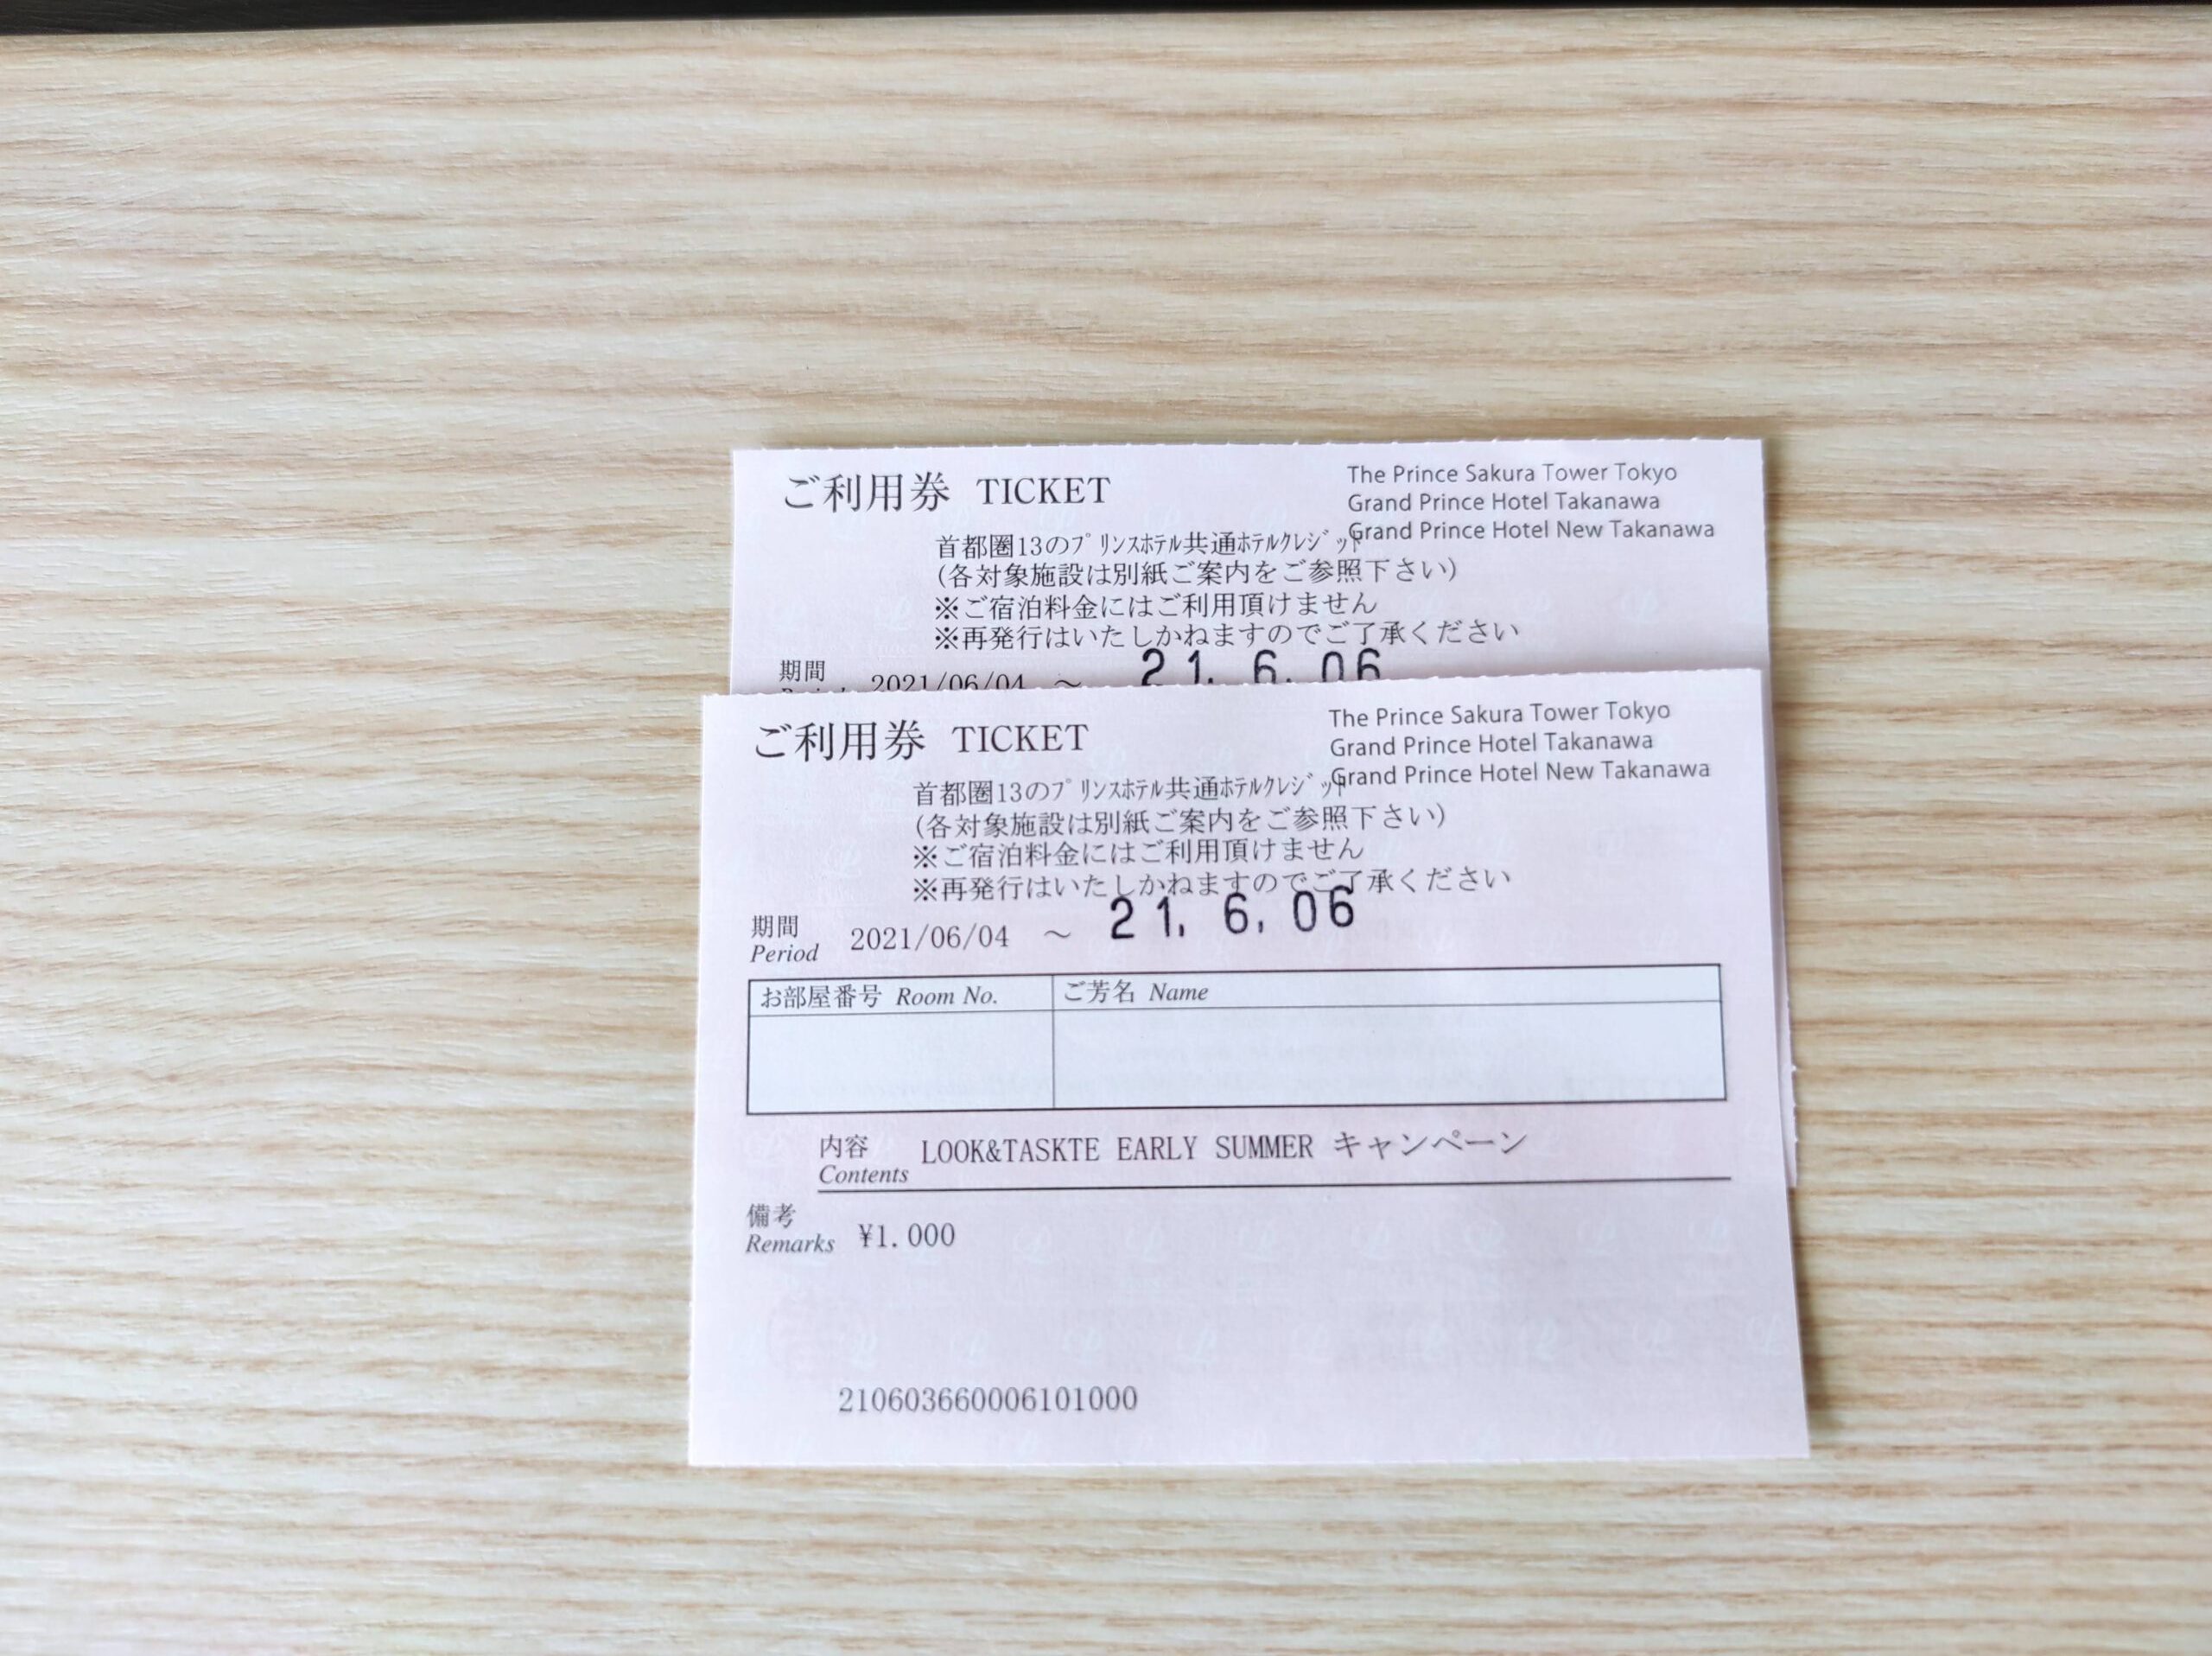 ご利用券 TICKET
The Prince Sakura Tower Tokyo
Grand Prince Hotel Takanawa
Grand Prince Hotel New Takanawa
首都圏13のﾌﾟﾘﾝｽﾎﾃﾙ共通ﾎﾃﾙｸﾚｼﾞｯﾄ
(各対象施設は別紙ご案内をご参照下さい)
※ご宿泊料金にはご利用頂けません
※再発行はいたしかねますのでご了承ください
期間 2021/06/04 ～ 21. 6. 06
ご利用券 TICKET
The Prince Sakura Tower Tokyo
Grand Prince Hotel Takanawa
Grand Prince Hotel New Takanawa
首都圏13のﾌﾟﾘﾝｽﾎﾃﾙ共通ﾎﾃﾙｸﾚｼﾞｯﾄ
(各対象施設は別紙ご案内をご参照下さい)
※ご宿泊料金にはご利用頂けません
※再発行はいたしかねますのでご了承ください
期間
Period 2021/06/04 ～ 21. 6. 06
お部屋番号 Room No. ご芳名 Name
内容
Contents LOOK&TASKTE EARLY SUMMER キャンペーン
備考
Remarks ¥1.000
210603660006101000